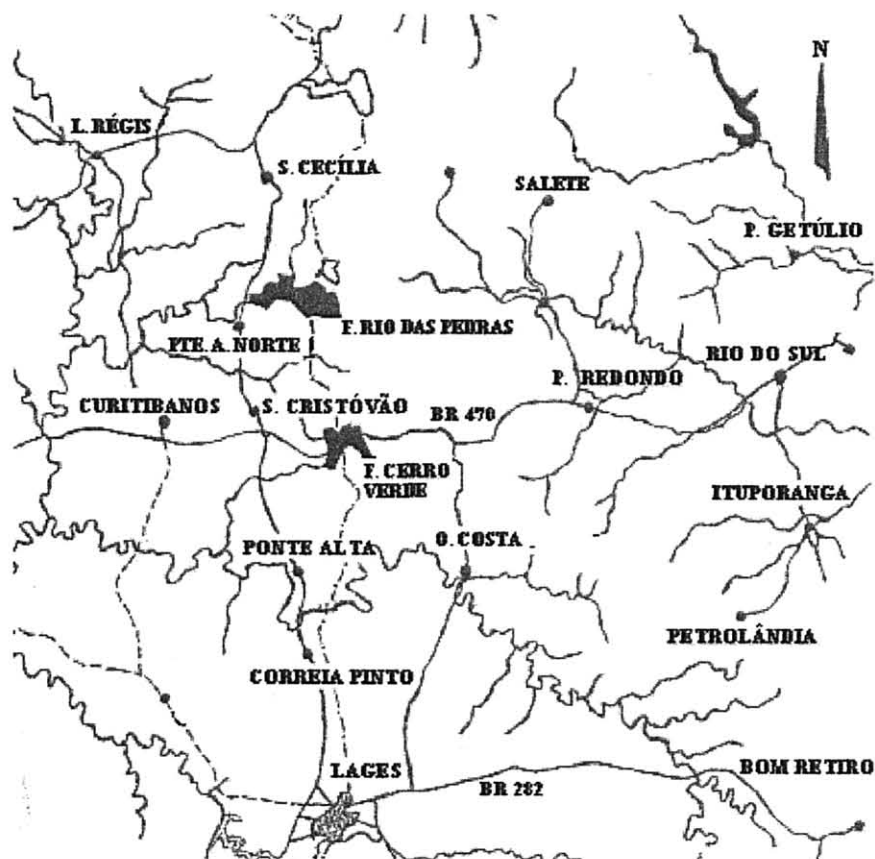 N
L. RÉGIS
S. CECÍLIA
SALETE
P. GETÚLIO
F. RIO DAS PEDRAS
PTE. A. NORTE
RIO DO SUL
P. REDONDO
CURITIBANOS
S. CRISTÓVÃO
BR 470
F. CERRO
VERDE
ITUPORANGA
PONTE ALTA
O. COSTA
PETROLÂNDIA
CORREIA PINTO
LAGES
BR 282
BOM RETIRO